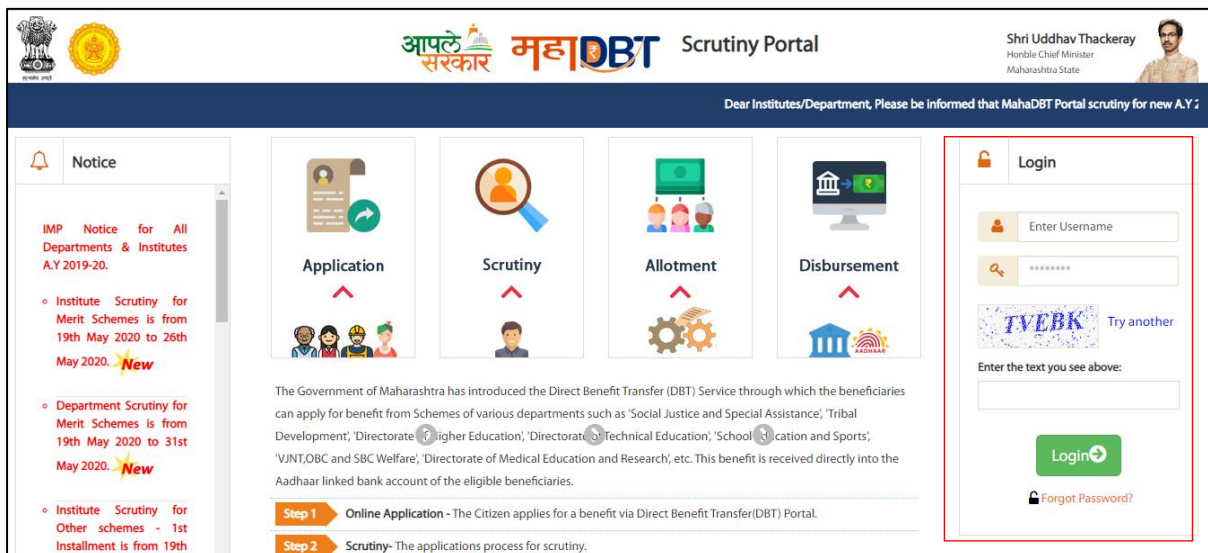 आपले
सरकार
महाDBT
Scrutiny Portal
Shri Uddhav Thackeray
Honble Chief Minister
Maharashtra State
Dear Institutes/Department, Please be informed that MahaDBT Portal scrutiny for new A.Y 2
Notice
IMP Notice for All
Departments & Institutes
A.Y 2019-20.
Institute Scrutiny for
Merit Schemes is from
19th May 2020 to 26th
May 2020. New
Department Scrutiny for
Merit Schemes is from
19th May 2020 to 31st
May 2020. New
Institute Scrutiny for
Other schemes - 1st
Installment is from 19th
Application
Scrutiny
Allotment
Disbursement
AADHAAR
The Government of Maharashtra has introduced the Direct Benefit Transfer (DBT) Service through which the beneficiaries
can apply for benefit from Schemes of various departments such as 'Social Justice and Special Assistance', 'Tribal
Development', 'Directorate of Higher Education', 'Directorate of Technical Education', 'School Education and Sports',
'VJNT,OBC and SBC Welfare', 'Directorate of Medical Education and Research', etc. This benefit is received directly into the
Aadhaar linked bank account of the eligible beneficiaries.
Step 1 Online Application - The Citizen applies for a benefit via Direct Benefit Transfer(DBT) Portal.
Step 2 Scrutiny- The applications process for scrutiny.
Login
Enter Username
********
TVEBK
Try another
Enter the text you see above:
Login
Forgot Password?